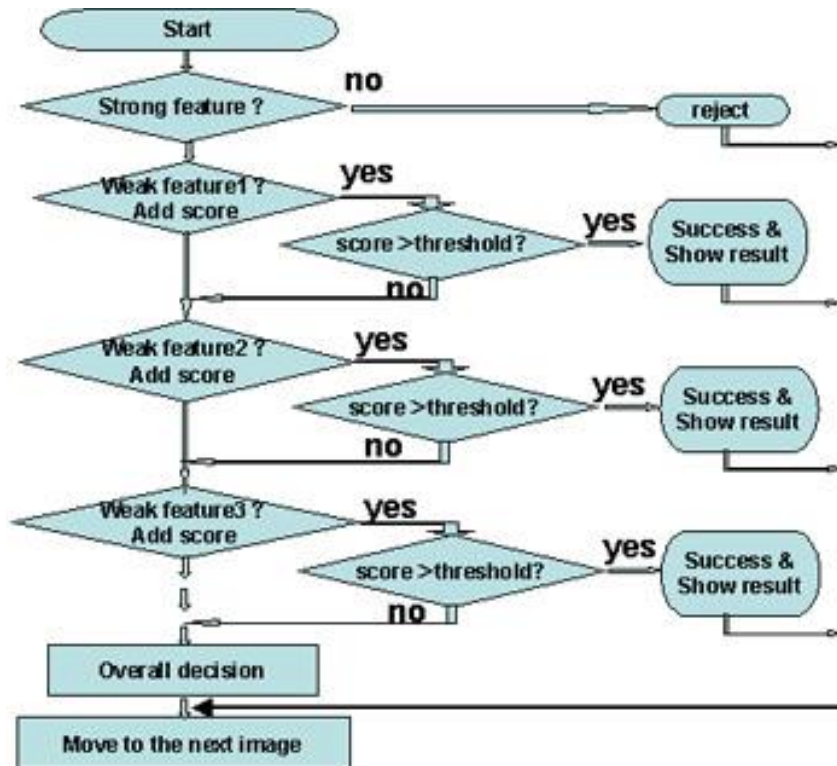 Start
no
Strong feature ?
reject
Weak feature1 ?
Add score
yes
score >threshold?
yes
Success &
Show result
no
Weak feature2 ?
Add score
yes
score >threshold?
yes
Success &
Show result
no
Weak feature3 ?
Add score
yes
score >threshold?
yes
Success &
Show result
no
Overall decision
Move to the next image